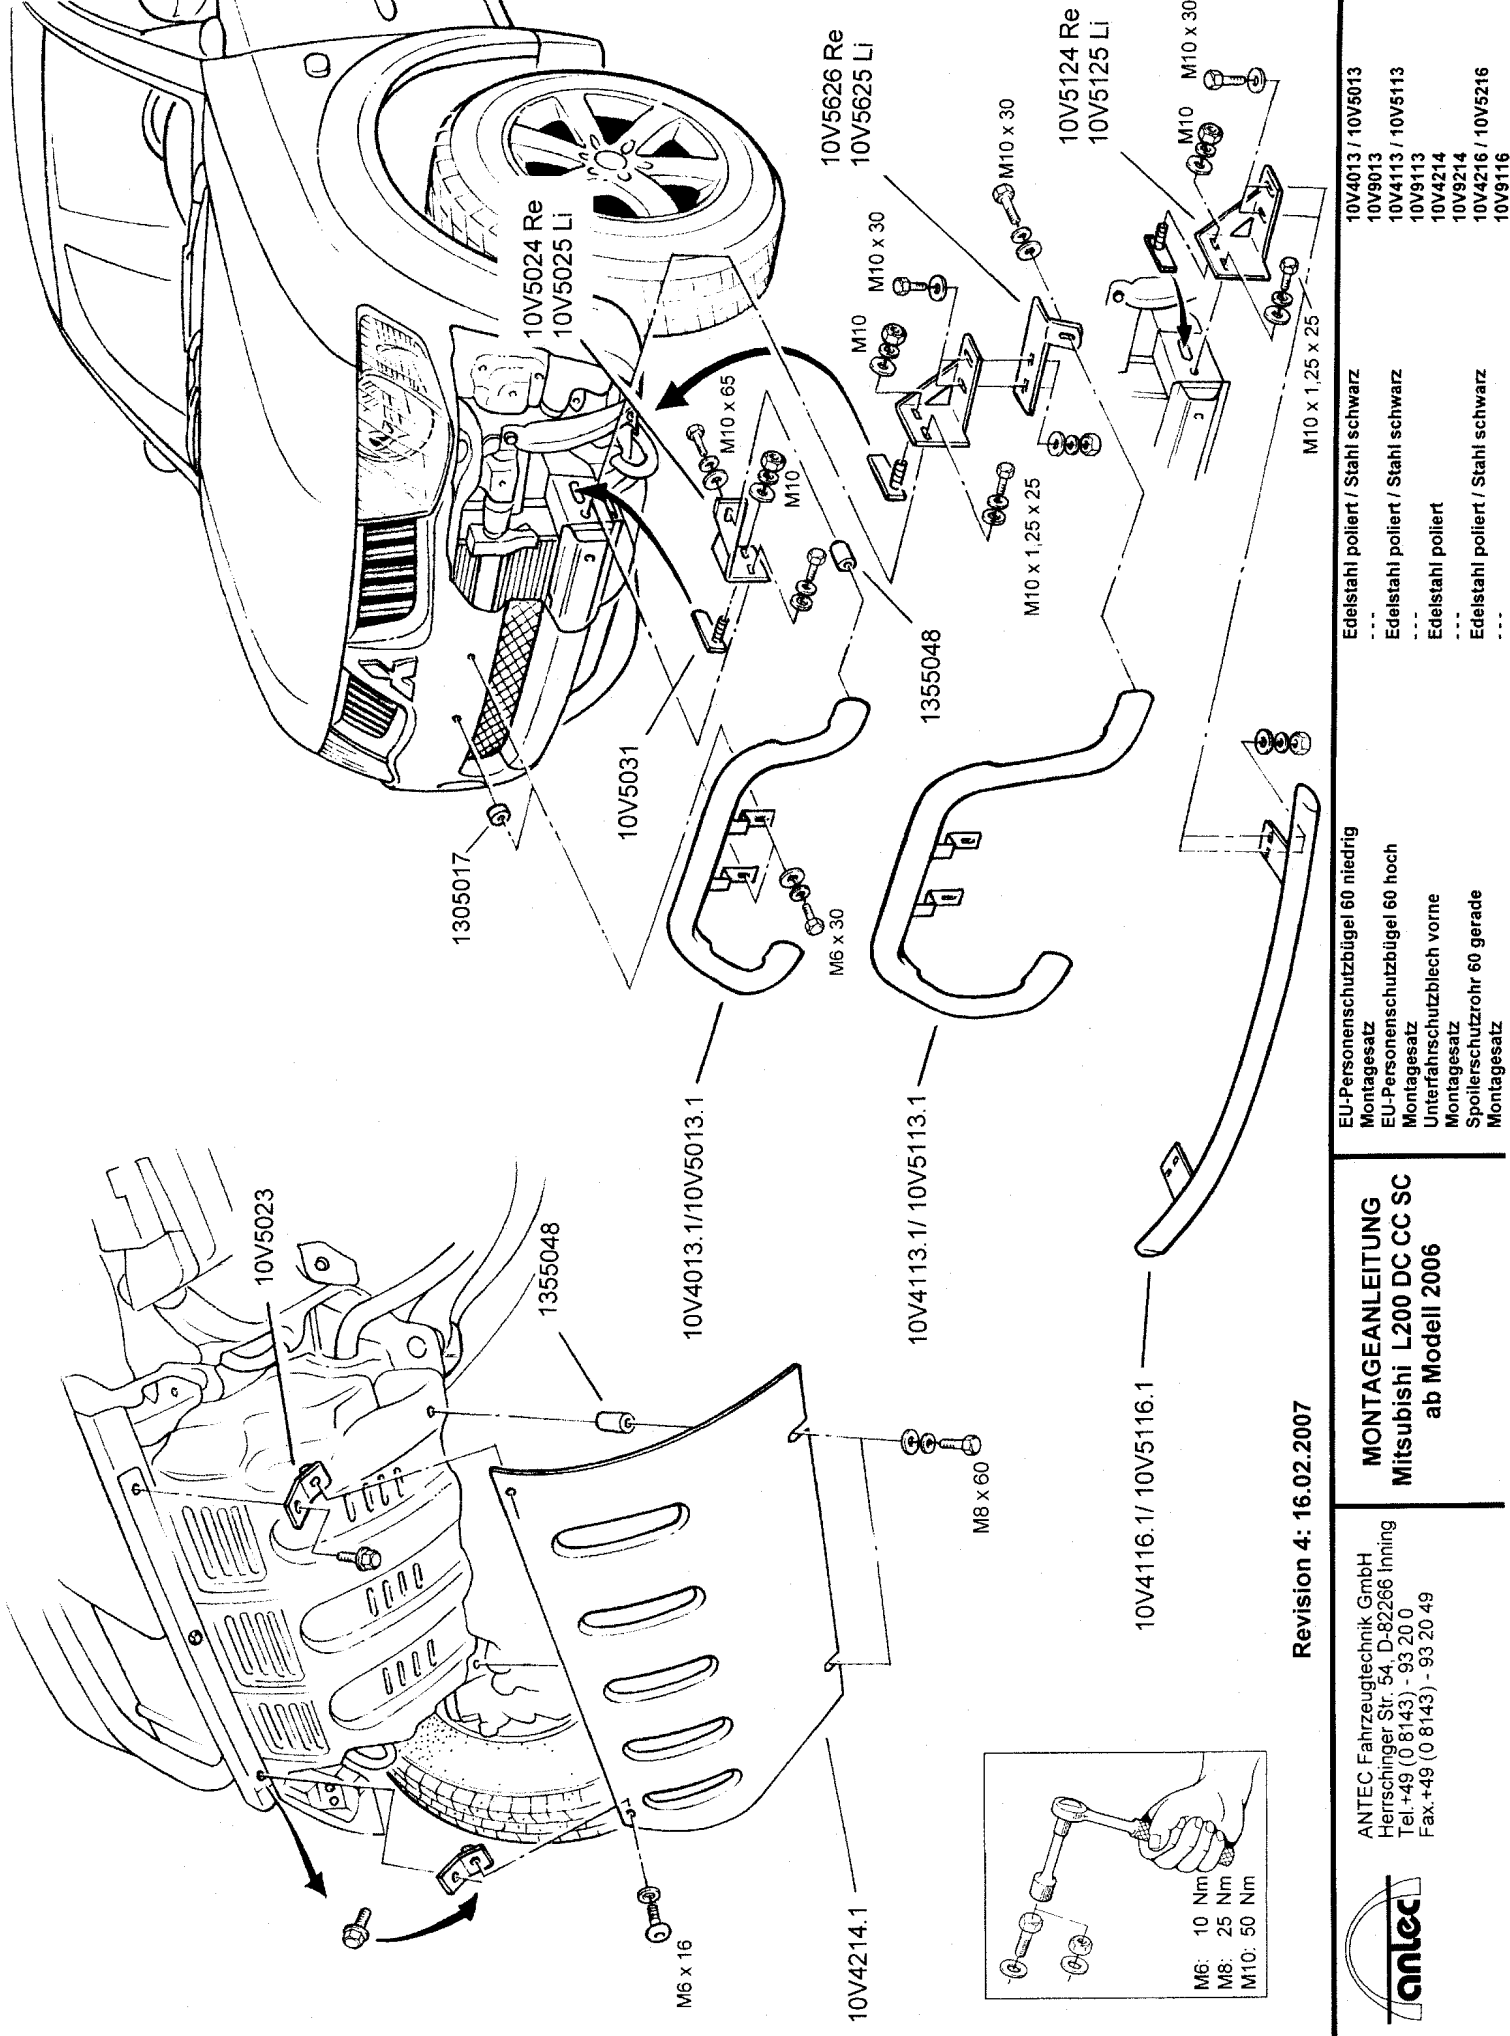 10V5023
1355048
M8 x 60
M6 x 16
10V4214.1
M6: 10 Nm
M8: 25 Nm
M10: 50 Nm
1305017
10V5031
10V5024 Re
10V5025 Li
M10 x 65
M10
1355048
M6 x 30
10V4013.1/10V5013.1
10V5626 Re
10V5625 Li
M10 x 30
M10
M10 x 30
M10 x 1,25 x 25
10V4113.1/ 10V5113.1
10V5124 Re
10V5125 Li
M10
M10 x 30
M10 x 1,25 x 25
10V4116.1/ 10V5116.1
Revision 4: 16.02.2007
antec
ANTEC Fahrzeugtechnik GmbH
Herrschinger Str. 54, D-82266 Inning
Tel.+49 (0 8143) - 93 20 0
Fax.+49 (0 8143) - 93 20 49
MONTAGEANLEITUNG
Mitsubishi L200 DC CC SC
ab Modell 2006
EU-Personenschutzbügel 60 niedrig Edelstahl poliert / Stahl schwarz 10V4013 / 10V5013
Montagesatz --- 10V9013
EU-Personenschutzbügel 60 hoch Edelstahl poliert / Stahl schwarz 10V4113 / 10V5113
Montagesatz --- 10V9113
Unterfahrschutzblech vorne Edelstahl poliert 10V4214
Montagesatz --- 10V9214
Spoilerschutzrohr 60 gerade Edelstahl poliert / Stahl schwarz 10V4216 / 10V5216
Montagesatz --- 10V9116